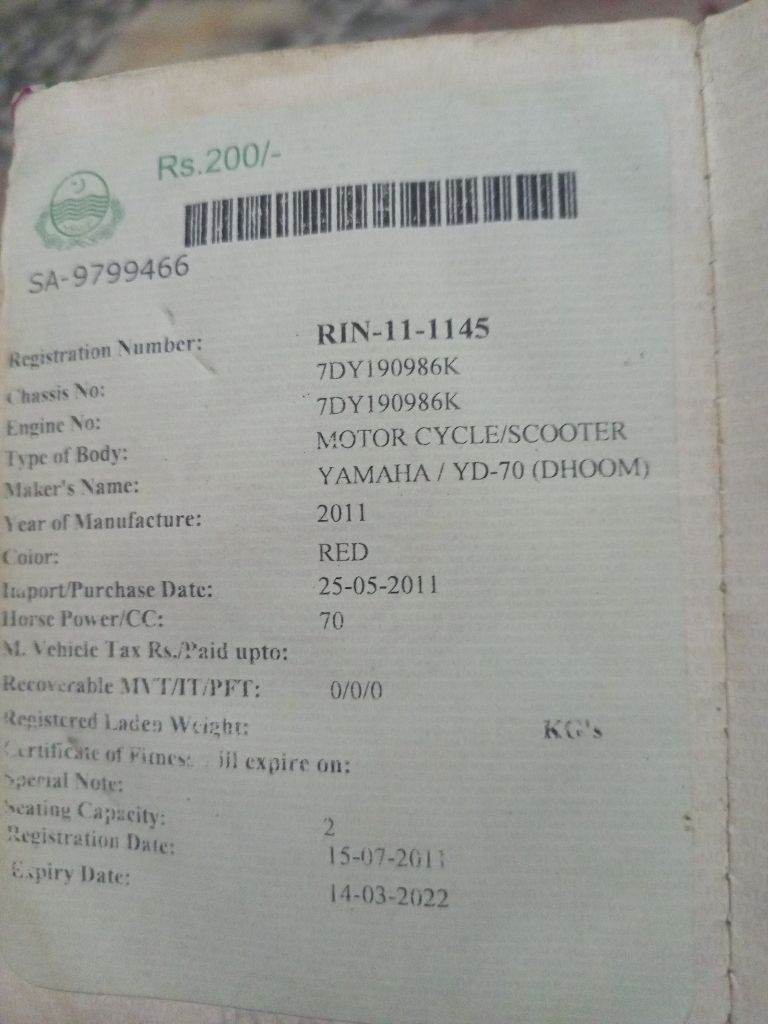 Rs.200/-
SA-9799466
Registration Number: RIN-11-1145
Chassis No: 7DY190986K
Engine No: 7DY190986K
Type of Body: MOTOR CYCLE/SCOOTER
Maker's Name: YAMAHA / YD-70 (DHOOM)
Year of Manufacture: 2011
Color: RED
Import/Purchase Date: 25-05-2011
Horse Power/CC: 70
M. Vehicle Tax Rs./Paid upto:
Recoverable MVT/IT/PFT: 0/0/0
Registered Laden Weight: KG's
Certificate of Fitness will expire on:
Special Note:
Seating Capacity: 2
Registration Date: 15-07-2011
Expiry Date: 14-03-2022